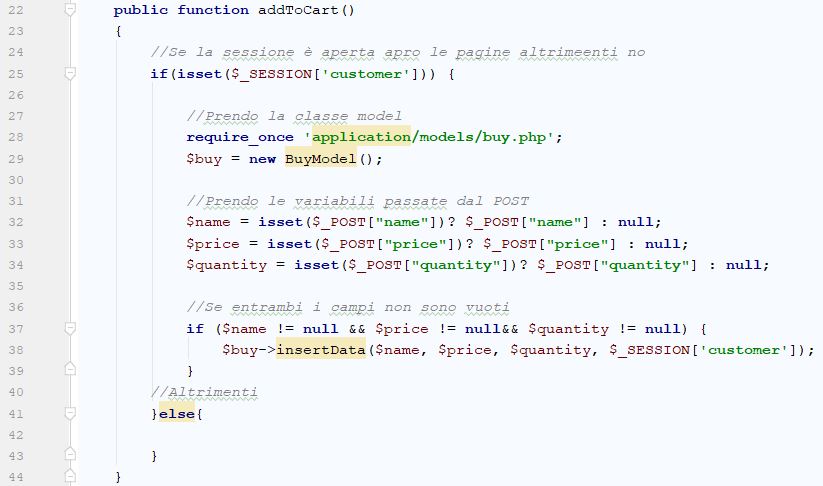 22 public function addToCart()
23 {
24 //Se la sessione è aperta apro le pagine altrimeenti no
25 if(isset($_SESSION['customer'])) {
26
27 //Prendo la classe model
28 require_once 'application/models/buy.php';
29 $buy = new BuyModel();
30
31 //Prendo le variabili passate dal POST
32 $name = isset($_POST["name"])? $_POST["name"] : null;
33 $price = isset($_POST["price"])? $_POST["price"] : null;
34 $quantity = isset($_POST["quantity"])? $_POST["quantity"] : null;
35
36 //Se entrambi i campi non sono vuoti
37 if ($name != null && $price != null&& $quantity != null) {
38 $buy->insertData($name, $price, $quantity, $_SESSION['customer']);
39 }
40 //Altrimenti
41 }else{
42
43 }
44 }